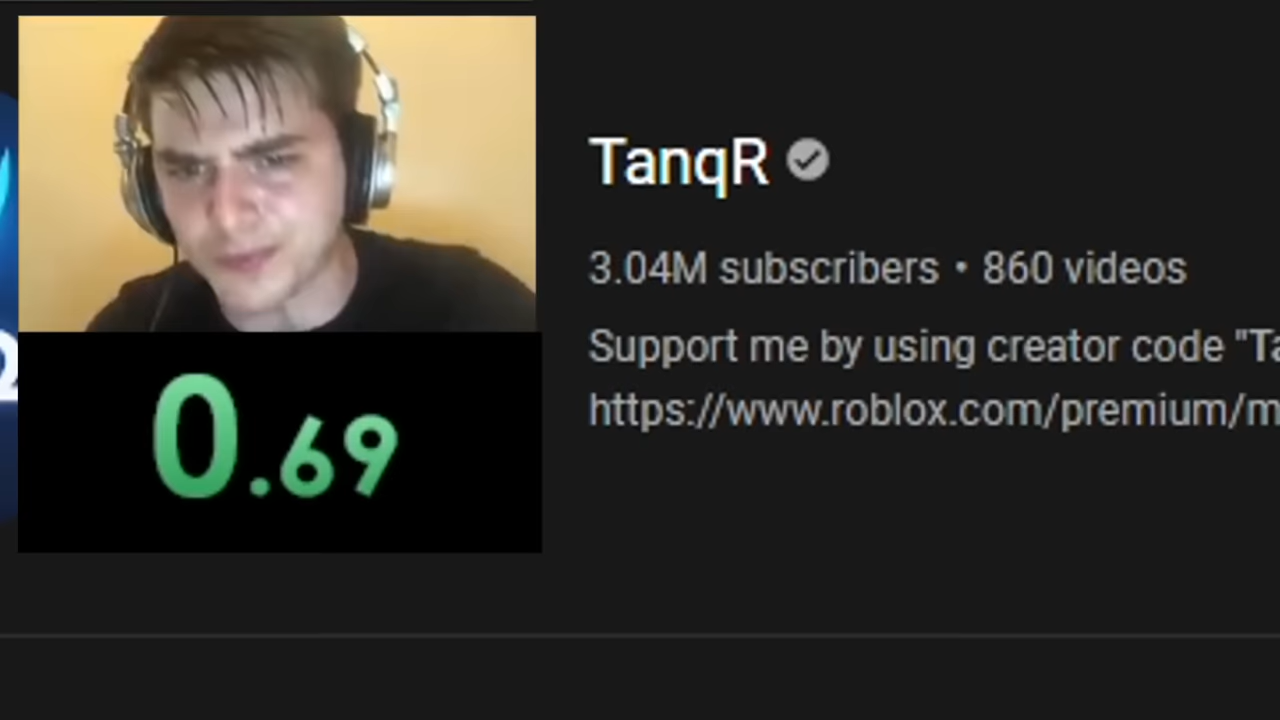 TanqR
3.04M subscribers • 860 videos
Support me by using creator code "Ta
https://www.roblox.com/premium/m
0.69